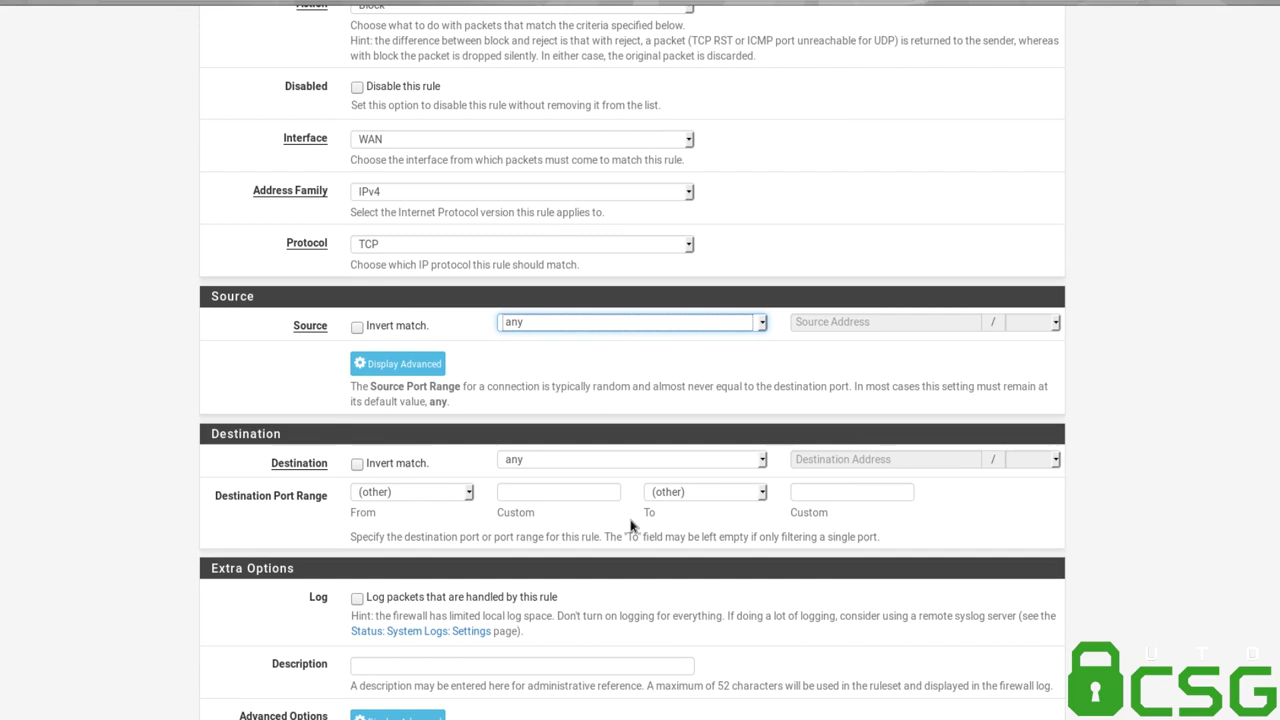 Action
Block
Choose what to do with packets that match the criteria specified below.
Hint: the difference between block and reject is that with reject, a packet (TCP RST or ICMP port unreachable for UDP) is returned to the sender, whereas
with block the packet is dropped silently. In either case, the original packet is discarded.
Disabled
Disable this rule
Set this option to disable this rule without removing it from the list.
Interface
WAN
Choose the interface from which packets must come to match this rule.
Address Family
IPv4
Select the Internet Protocol version this rule applies to.
Protocol
TCP
Choose which IP protocol this rule should match.
Source
Source
Invert match.
any
Source Address
/
Display Advanced
The Source Port Range for a connection is typically random and almost never equal to the destination port. In most cases this setting must remain at
its default value, any.
Destination
Destination
Invert match.
any
Destination Address
/
Destination Port Range
(other)
(other)
From
Custom
To
Custom
Specify the destination port or port range for this rule. The "To" field may be left empty if only filtering a single port.
Extra Options
Log
Log packets that are handled by this rule
Hint: the firewall has limited local log space. Don't turn on logging for everything. If doing a lot of logging, consider using a remote syslog server (see the
Status: System Logs: Settings page).
Description
A description may be entered here for administrative reference. A maximum of 52 characters will be used in the ruleset and displayed in the firewall log.
Advanced Options
Display Advanced
UTD
CSG